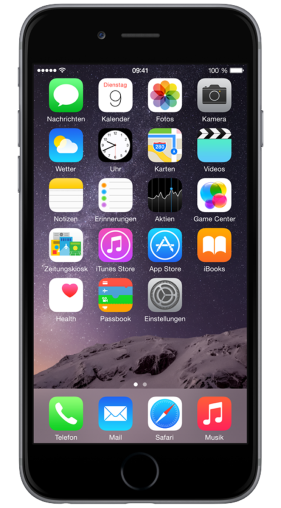 09:41 100 %
Dienstag
9
Nachrichten Kalender Fotos Kamera
280
Wetter Uhr Karten Videos
Notizen Erinnerungen Aktien Game Center
Zeitungskiosk iTunes Store App Store iBooks
Health Passbook Einstellungen
Telefon Mail Safari Musik